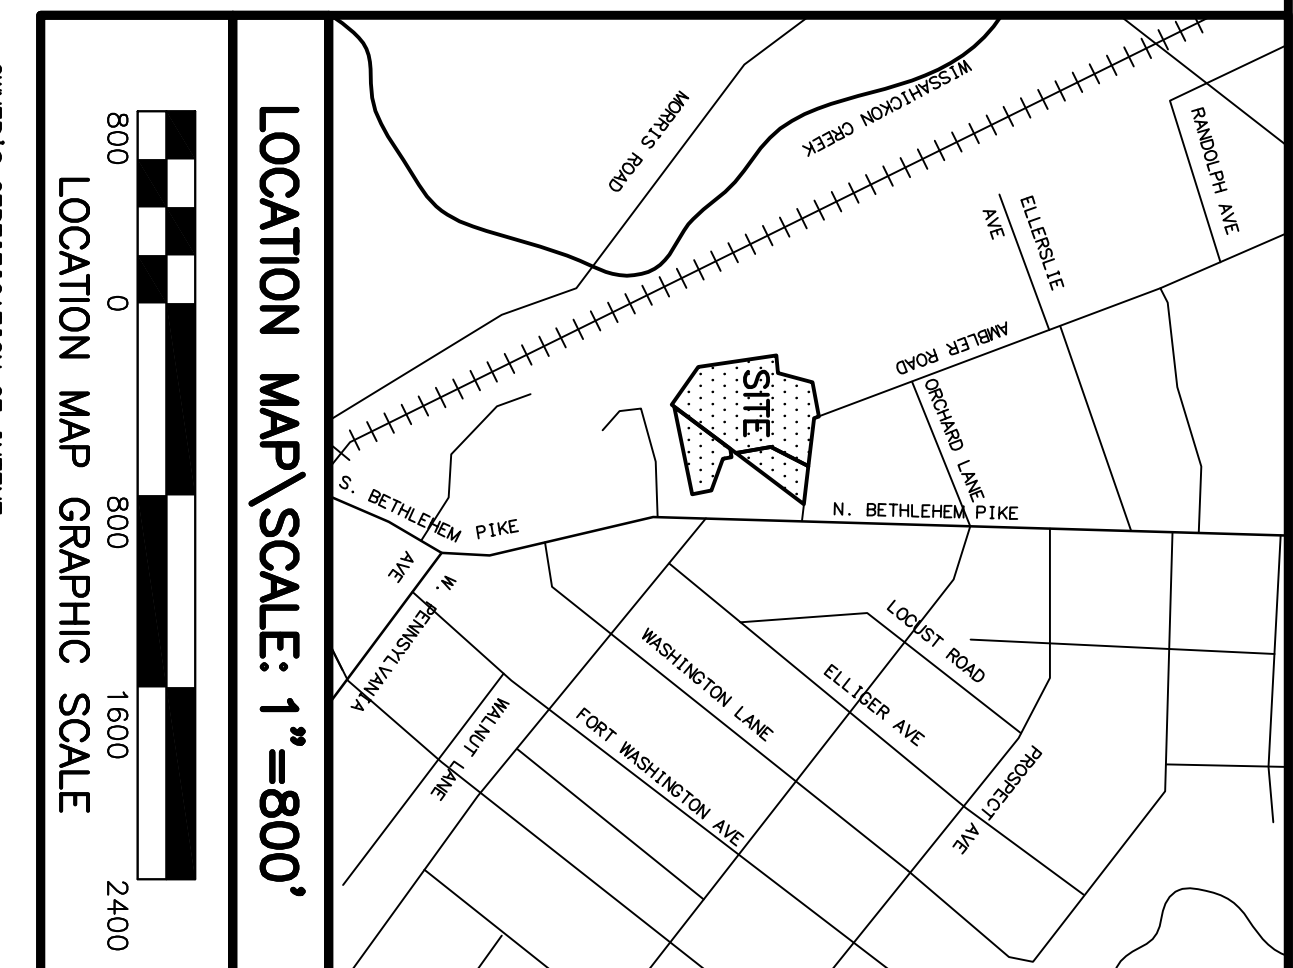 WISSAHICKON CREEK
MORRIS ROAD
RANDOLPH AVE
ELLERSLIE
AVE
AMBLER ROAD
SITE
ORCHARD LANE
N. BETHLEHEM PIKE
S. BETHLEHEM PIKE
W. PENNSYLVANIA
AVE
LOCUST ROAD
WASHINGTON LANE
ELLIGER AVE
FORT WASHINGTON AVE
WALNUT LANE
PROSPECT AVE
LOCATION MAP\SCALE: 1"=800'
800 0 800 1600 2400
LOCATION MAP GRAPHIC SCALE